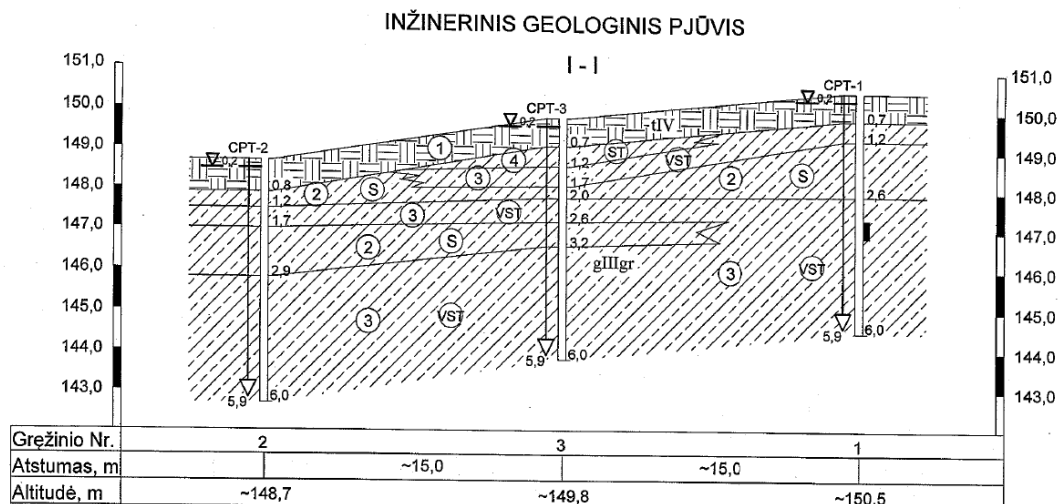 INŽINERINIS GEOLOGINIS PJŪVIS
I - I
151,0
150,0
149,0
148,0
147,0
146,0
145,0
144,0
143,0
151,0
150,0
149,0
148,0
147,0
146,0
145,0
144,0
143,0
CPT-2
0,2
0,8
1,2
1,7
2,9
5,9
6,0
CPT-3
0,2
0,7
1,2
1,7
2,0
2,6
3,2
5,9
6,0
CPT-1
0,2
0,7
1,2
2,6
5,9
6,0
1
tIV
4
ST
VST
3
2
S
2
S
3
VST
2
S
gIIIgr
3
VST
3
VST
Gręžinio Nr. 2 3 1
Atstumas, m ~15,0 ~15,0
Altitudė, m ~148,7 ~149,8 ~150,5